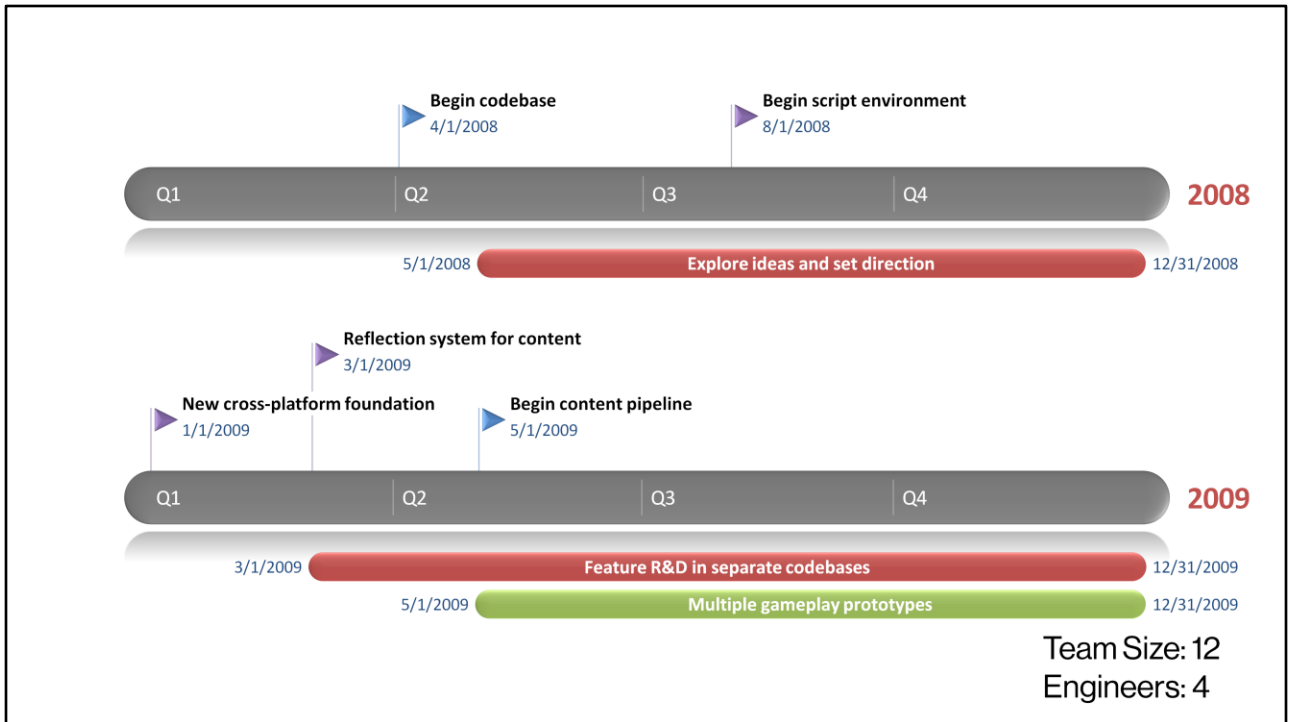 Begin codebase
4/1/2008
Begin script environment
8/1/2008
Q1
Q2
Q3
Q4
2008
5/1/2008
Explore ideas and set direction
12/31/2008
Reflection system for content
3/1/2009
New cross-platform foundation
1/1/2009
Begin content pipeline
5/1/2009
Q1
Q2
Q3
Q4
2009
3/1/2009
Feature R&D in separate codebases
12/31/2009
5/1/2009
Multiple gameplay prototypes
12/31/2009
Team Size: 12
Engineers: 4